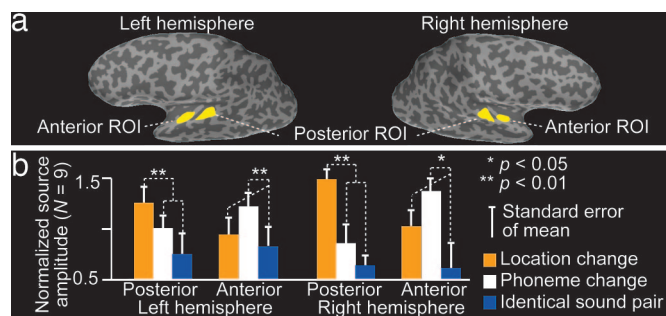 a
Left hemisphere
Right hemisphere
Anterior ROI
Posterior ROI
Anterior ROI
b
Normalized source
amplitude (N = 9)
1.5
0.5
**
**
**
*
* p < 0.05
** p < 0.01
Standard error
of mean
Location change
Phoneme change
Identical sound pair
Posterior
Anterior
Posterior
Anterior
Left hemisphere
Right hemisphere